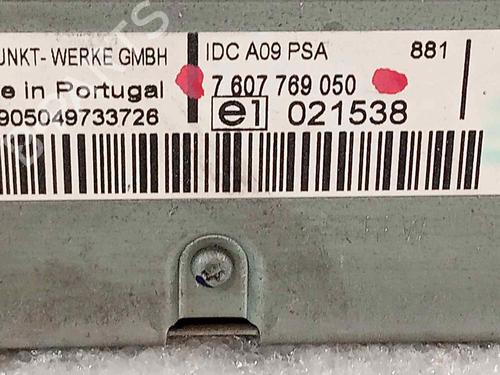 UNKT- WERKE GMBH IDC A09 PSA 881
e in Portugal 7 607 769 050
905049733726 e1 021538